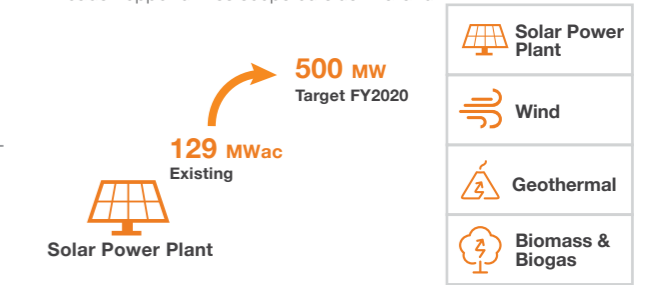 500 MW
Target FY2020
129 MWac
Existing
Solar Power Plant
Solar Power
Plant
Wind
Geothermal
Biomass &
Biogas